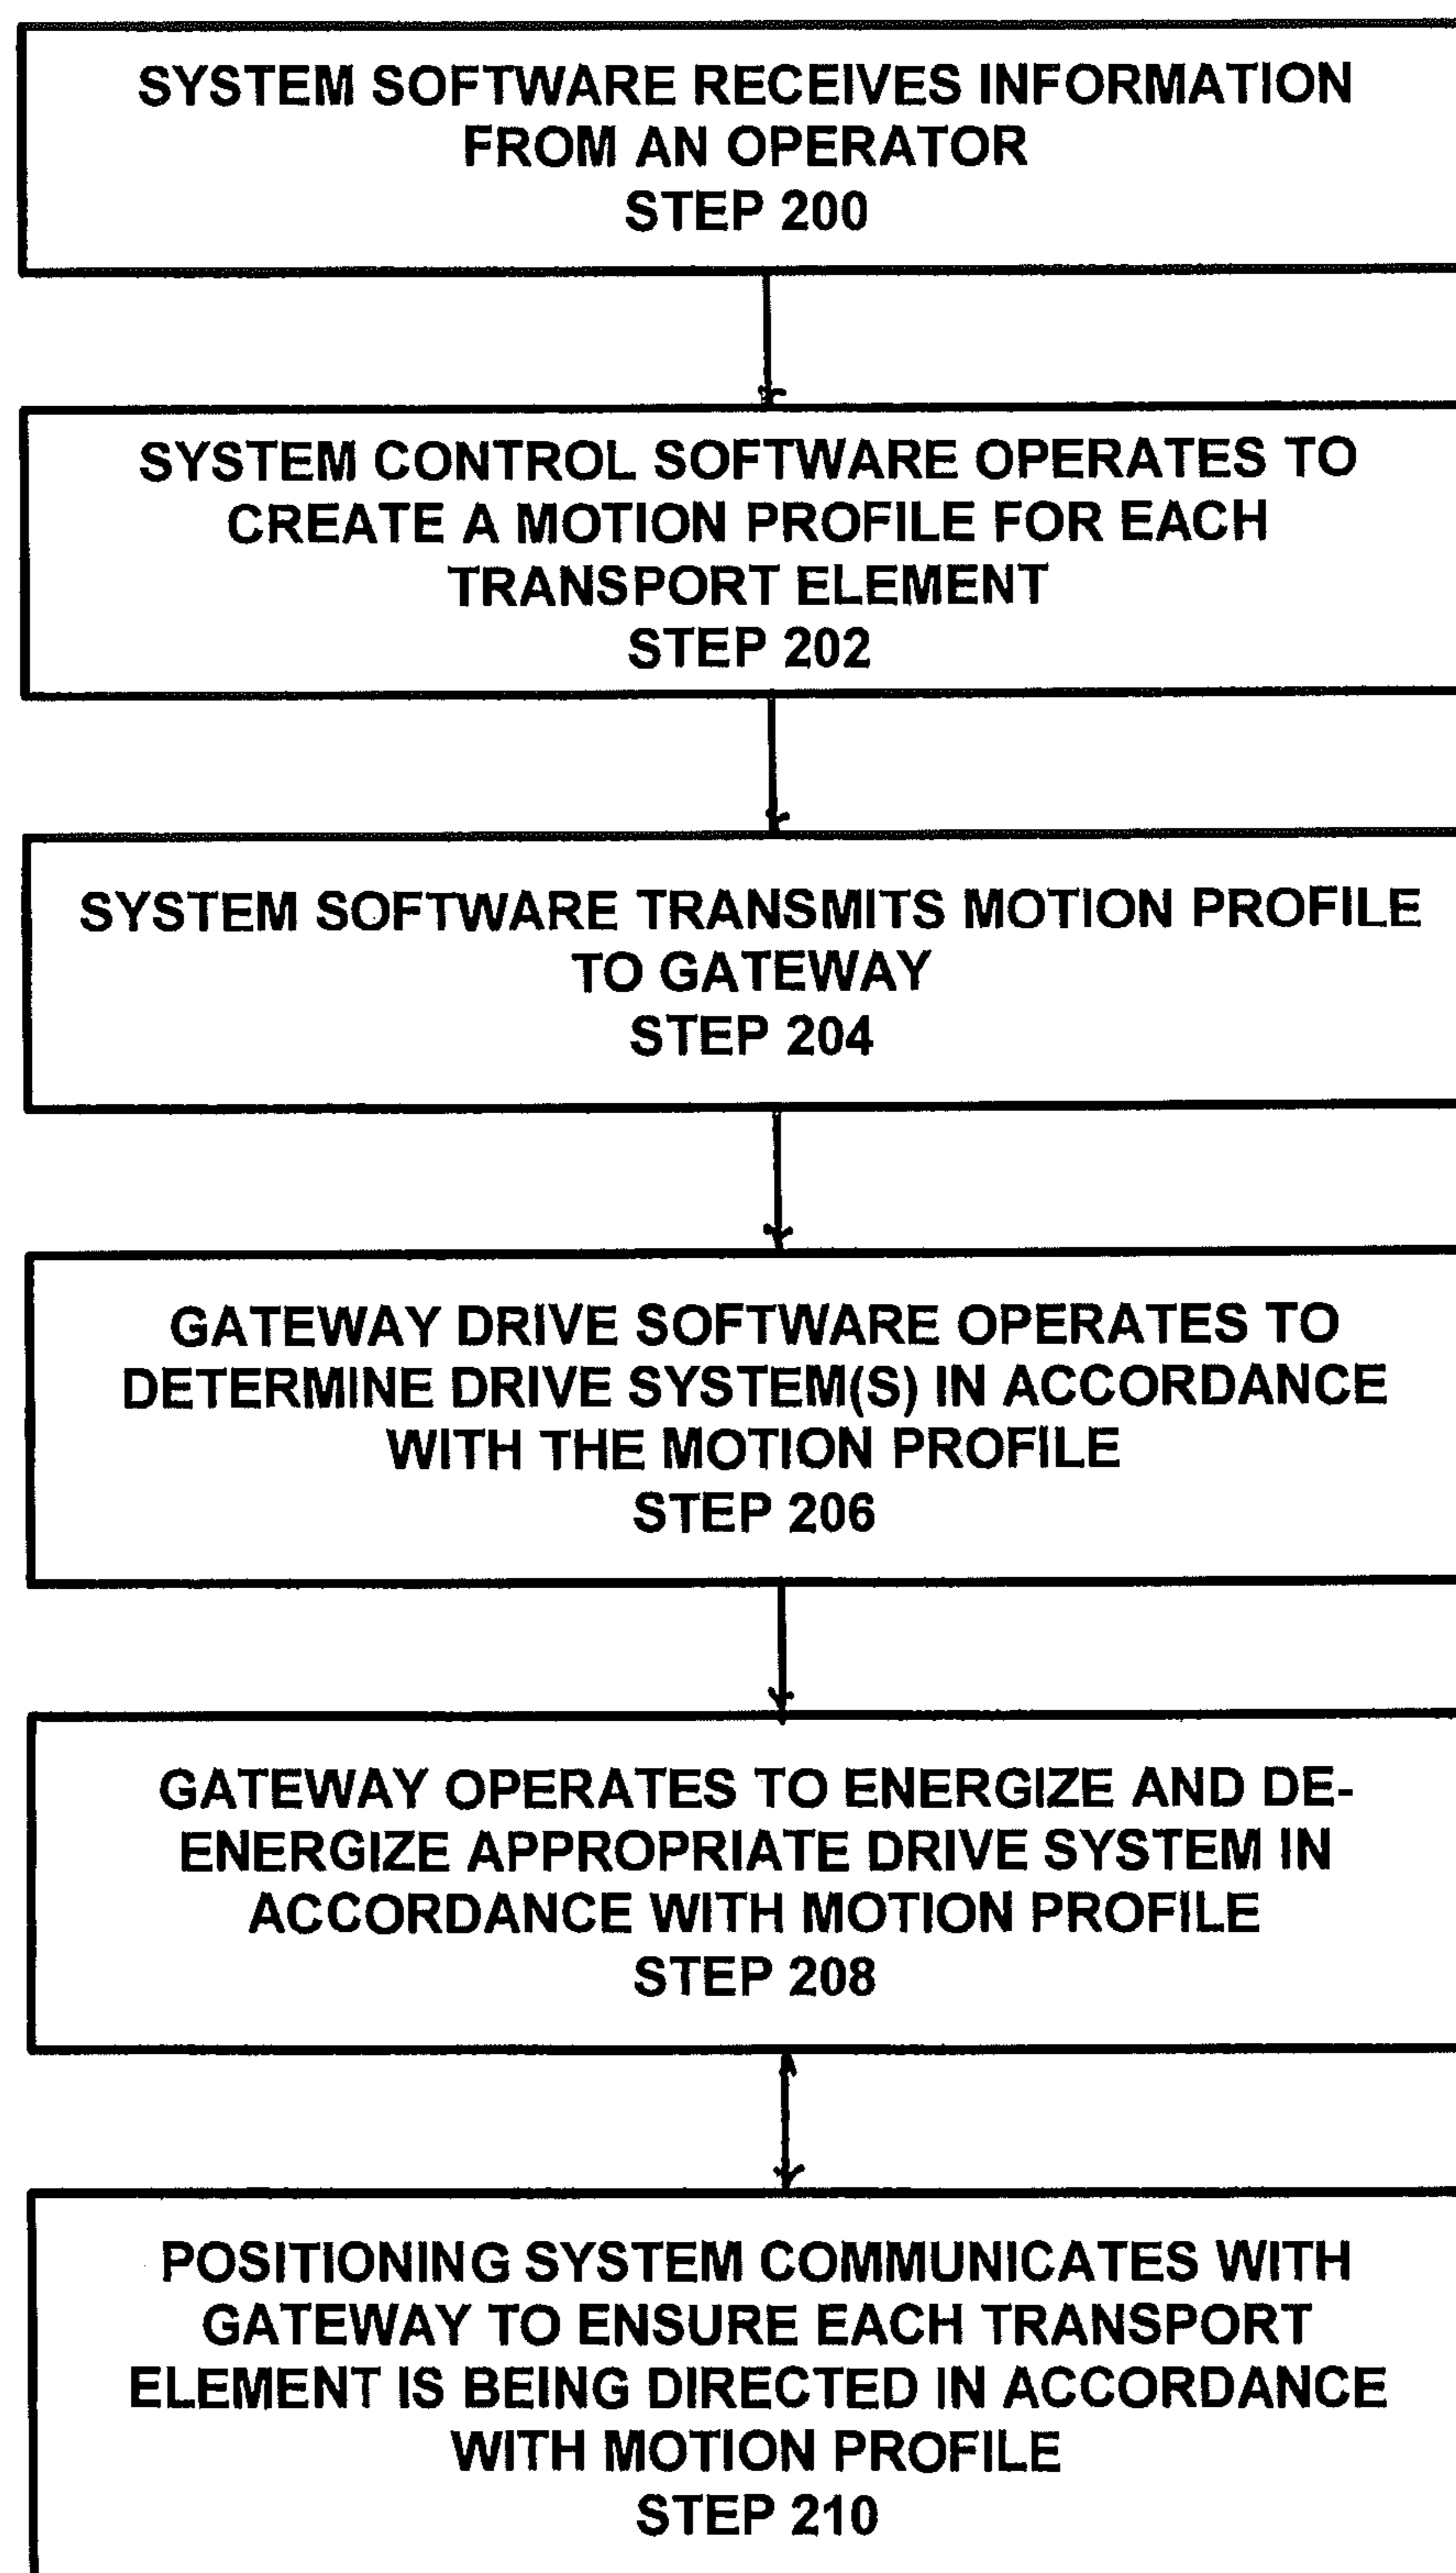 SYSTEM SOFTWARE RECEIVES INFORMATION
FROM AN OPERATOR
STEP 200
SYSTEM CONTROL SOFTWARE OPERATES TO
CREATE A MOTION PROFILE FOR EACH
TRANSPORT ELEMENT
STEP 202
SYSTEM SOFTWARE TRANSMITS MOTION PROFILE
TO GATEWAY
STEP 204
GATEWAY DRIVE SOFTWARE OPERATES TO
DETERMINE DRIVE SYSTEM(S) IN ACCORDANCE
WITH THE MOTION PROFILE
STEP 206
GATEWAY OPERATES TO ENERGIZE AND DE-
ENERGIZE APPROPRIATE DRIVE SYSTEM IN
ACCORDANCE WITH MOTION PROFILE
STEP 208
POSITIONING SYSTEM COMMUNICATES WITH
GATEWAY TO ENSURE EACH TRANSPORT
ELEMENT IS BEING DIRECTED IN ACCORDANCE
WITH MOTION PROFILE
STEP 210